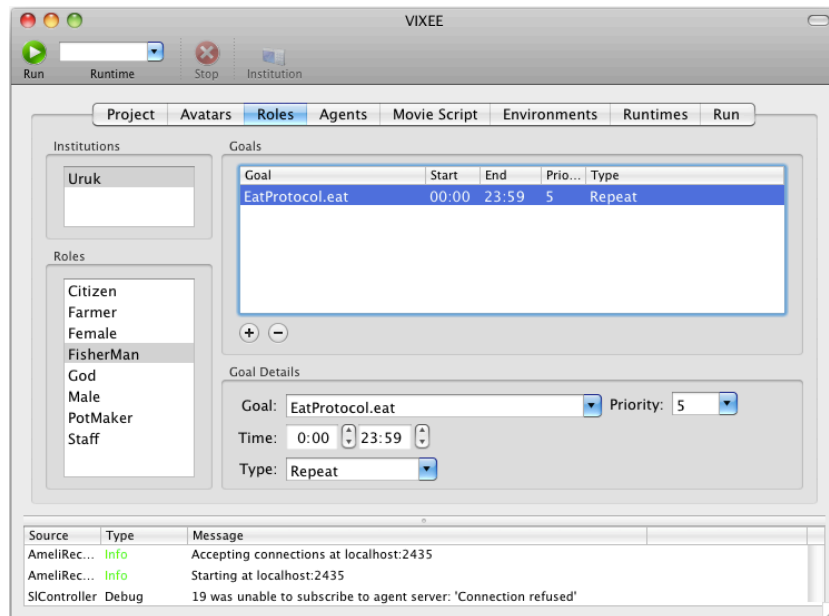 VIXEE
Run Runtime Stop Institution
Project Avatars Roles Agents Movie Script Environments Runtimes Run
Institutions
Uruk
Roles
Citizen
Farmer
Female
FisherMan
God
Male
PotMaker
Staff
Goals
Goal Start End Prio... Type
EatProtocol.eat 00:00 23:59 5 Repeat
Goal Details
Goal: EatProtocol.eat Priority: 5
Time: 0:00 23:59
Type: Repeat
Source Type Message
AmeliRec... Info Accepting connections at localhost:2435
AmeliRec... Info Starting at localhost:2435
SlController Debug 19 was unable to subscribe to agent server: 'Connection refused'